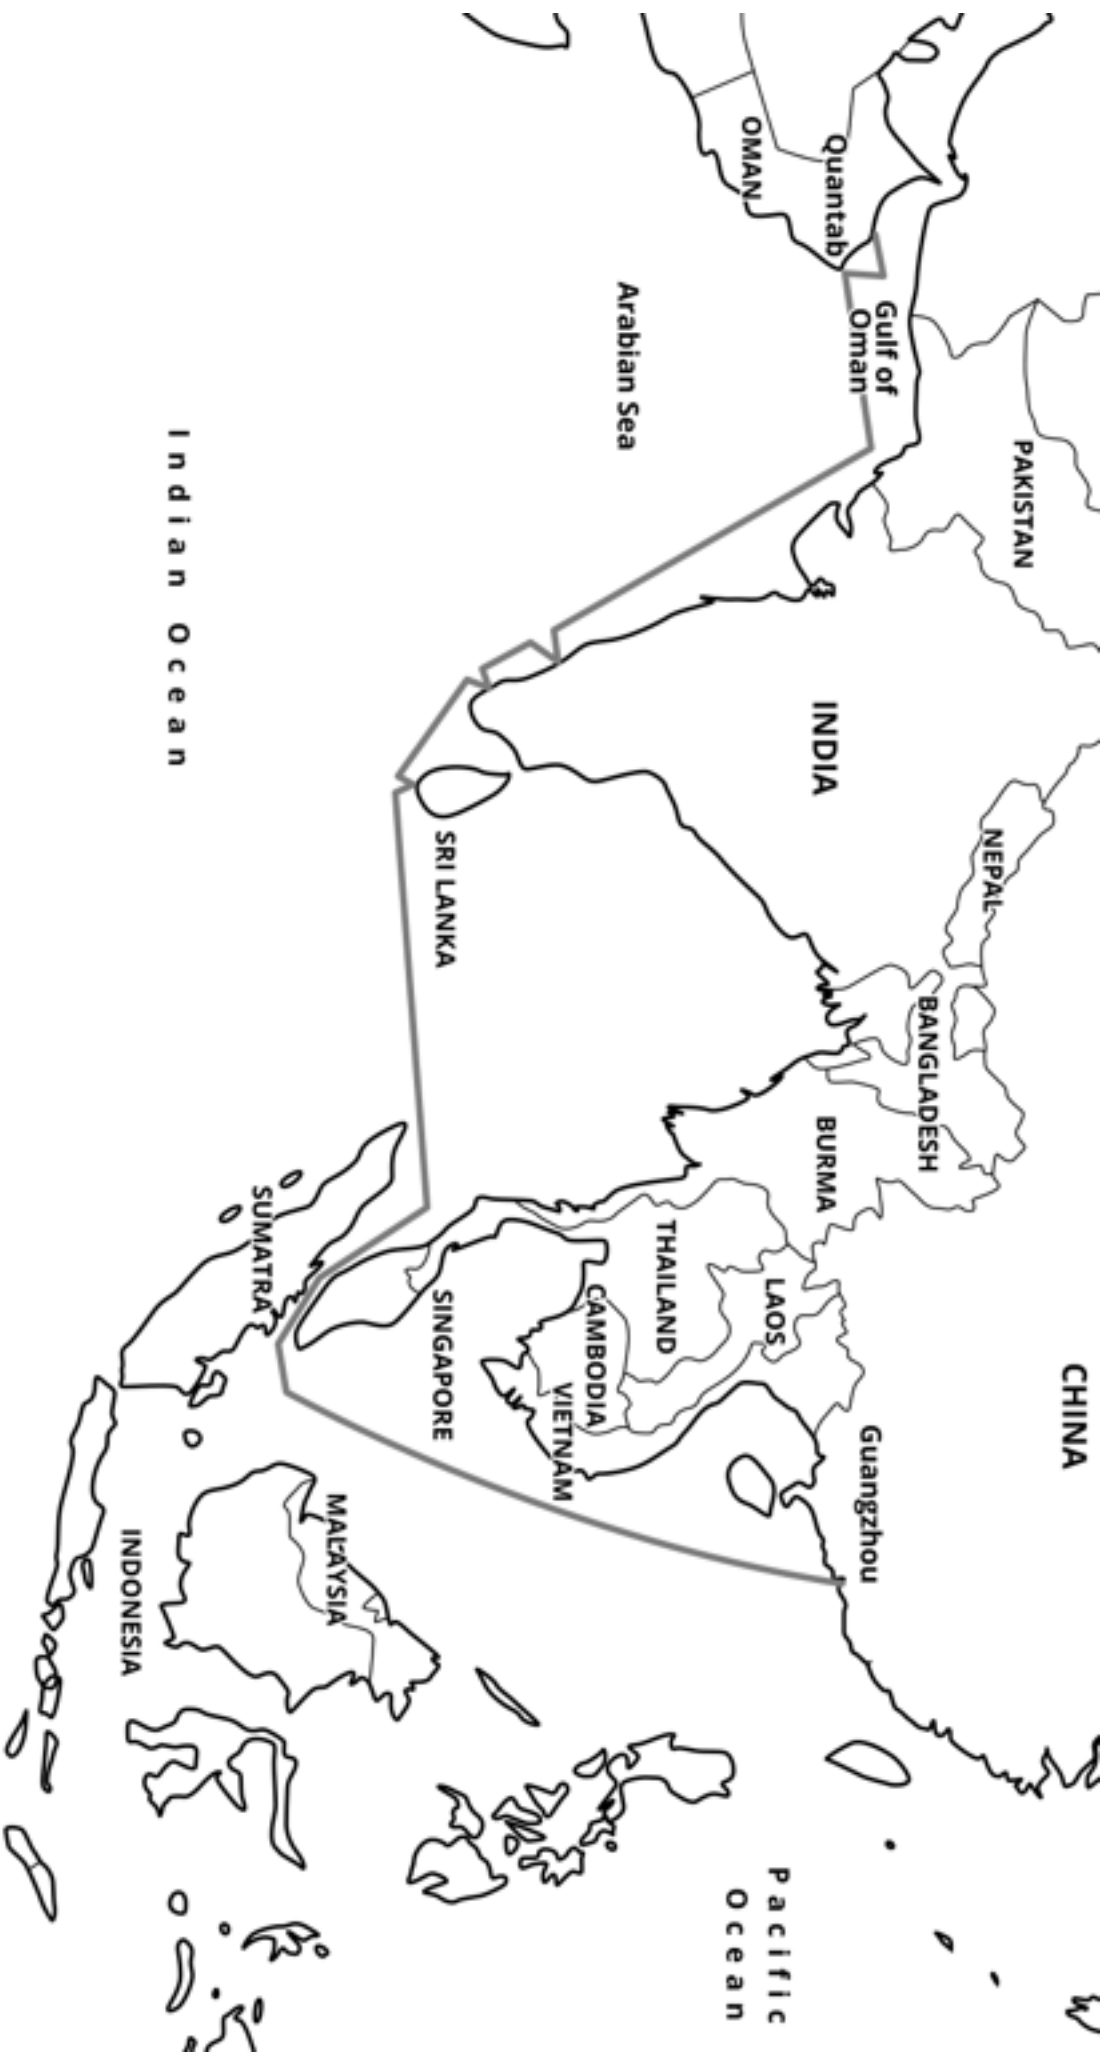 CHINA
PAKISTAN
NEPAL
BANGLADESH
Guangzhou
Quantab
Gulf of
Oman
OMAN
INDIA
BURMA
LAOS
THAILAND
CAMBODIA
VIETNAM
Arabian Sea
SRI LANKA
SINGAPORE
MALAYSIA
SUMATRA
INDONESIA
Pacific
Ocean
Indian Ocean